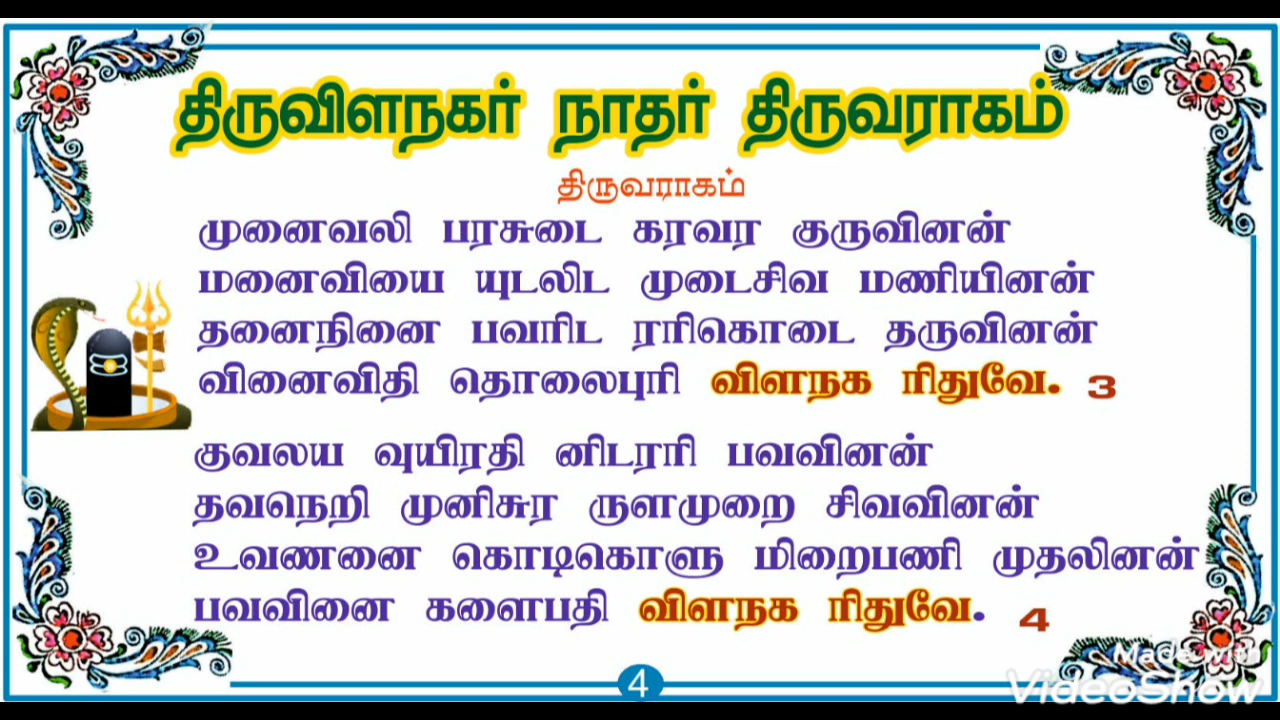 திருவிளநகர் நாதர் திருவராகம்
திருவராகம்
முனைவலி பரசுடை கரவர குருவினன்
மனைவியை யுடலிட முடைசிவ மணியினன்
தனைநினை பவரிட ரரிகொடை தருவினன்
வினைவிதி தொலைபுரி விளநக ரிதுவே. 3
குவலய வுயிரதி னிடரரி பவவினன்
தவநெறி முனிசுர ருளமுறை சிவவினன்
உவணனை கொடிகொளு மிறைபணி முதலினன்
பவவினை களைபதி விளநக ரிதுவே. 4
4
Made with
VideoShow